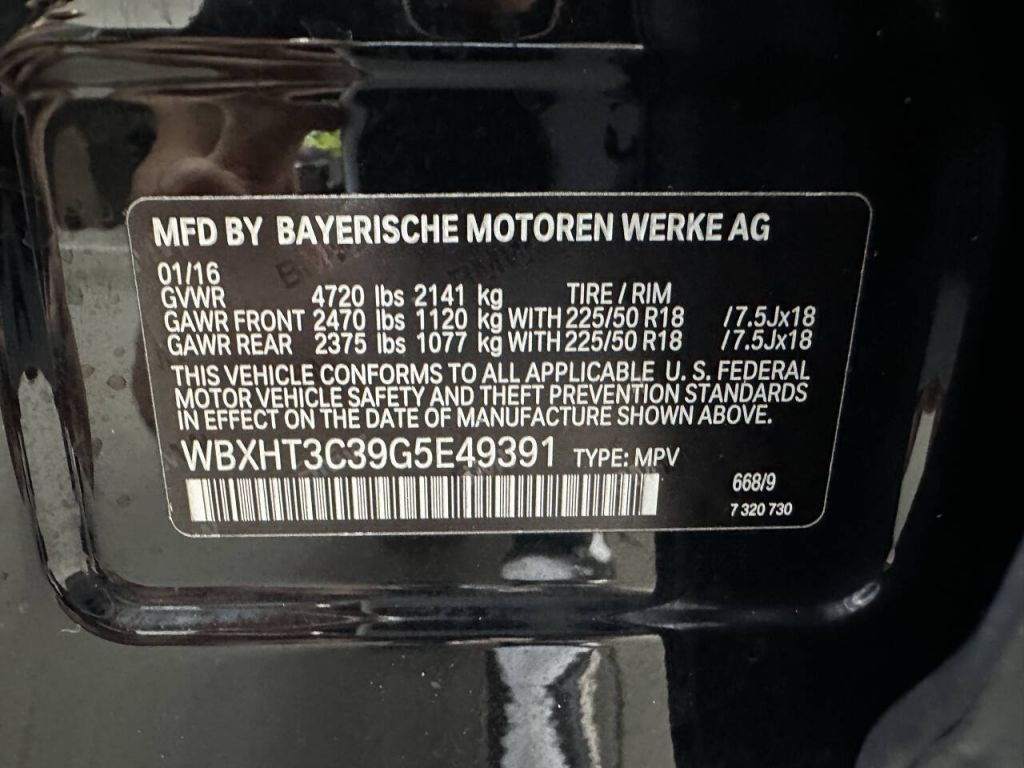 MFD BY BAYERISCHE MOTOREN WERKE AG
01/16
GVWR 4720 lbs 2141 kg TIRE / RIM
GAWR FRONT 2470 lbs 1120 kg WITH 225/50 R18 /7.5Jx18
GAWR REAR 2375 lbs 1077 kg WITH 225/50 R18 /7.5Jx18
THIS VEHICLE CONFORMS TO ALL APPLICABLE U. S. FEDERAL
MOTOR VEHICLE SAFETY AND THEFT PREVENTION STANDARDS
IN EFFECT ON THE DATE OF MANUFACTURE SHOWN ABOVE.
WBXHT3C39G5E49391 TYPE: MPV
668/9
7 320 730